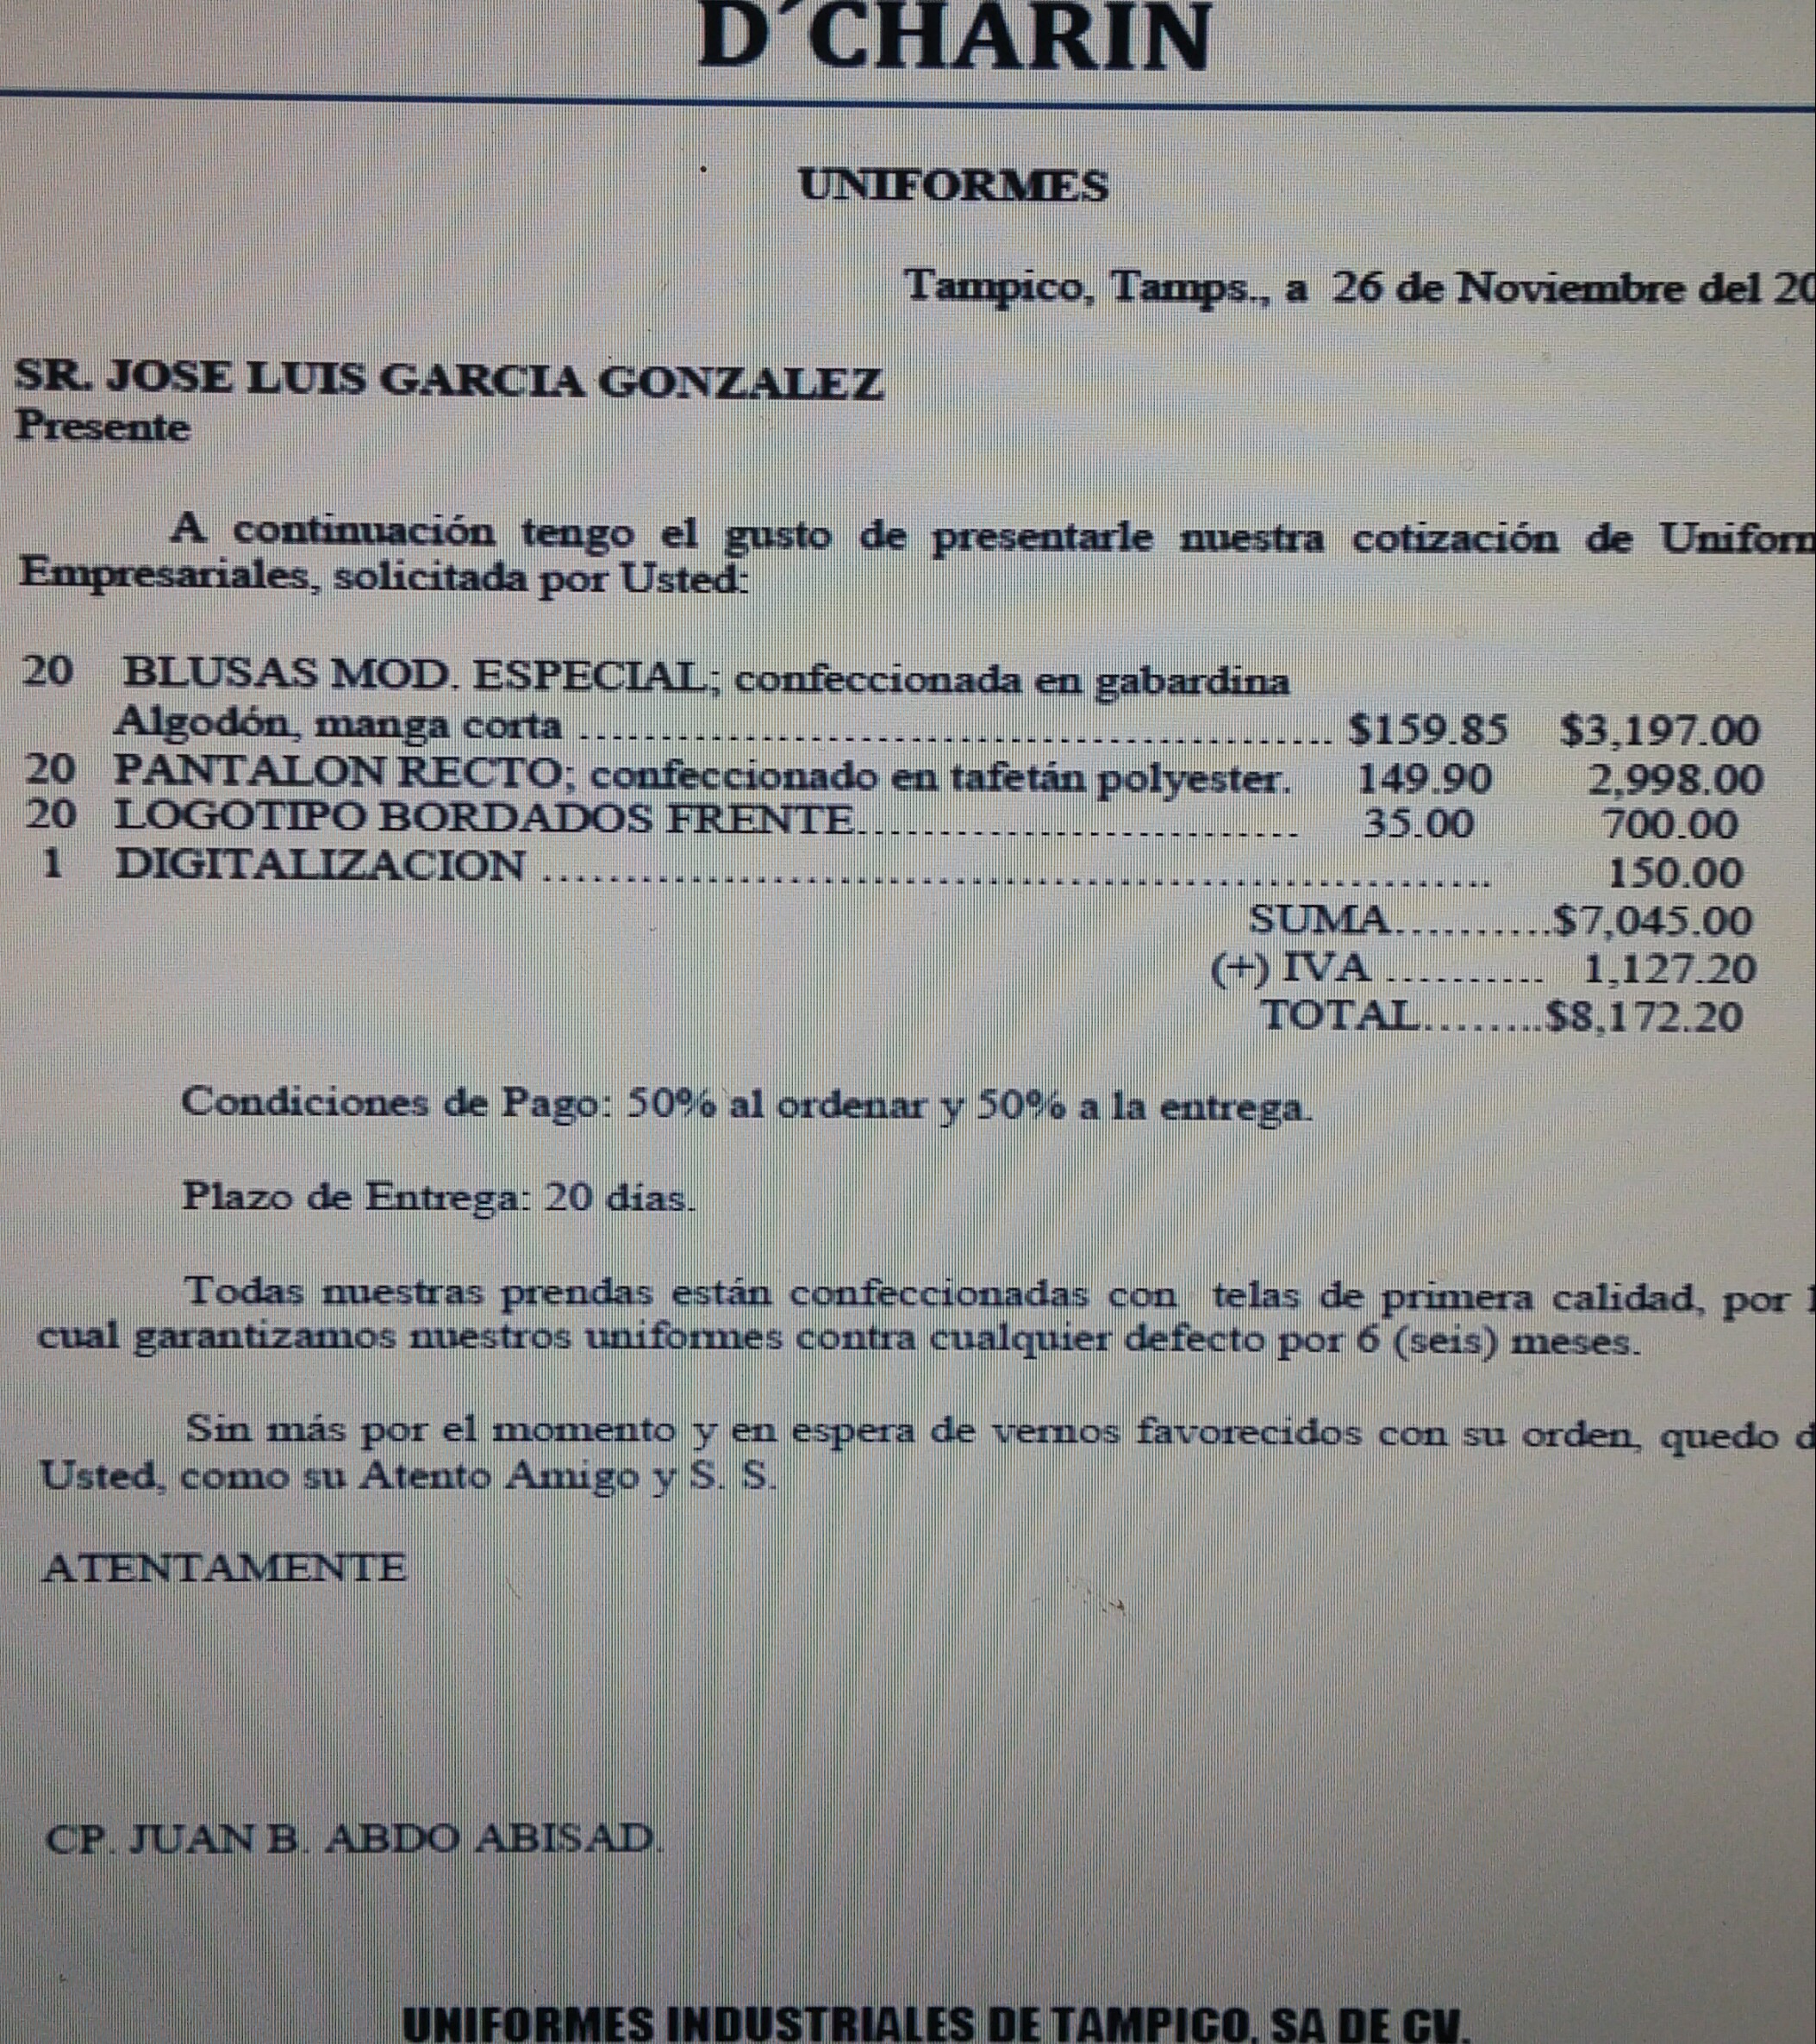 D´CHARIN
UNIFORMES
Tampico, Tamps., a 26 de Noviembre del 20
SR. JOSE LUIS GARCIA GONZALEZ
Presente
A continuación tengo el gusto de presentarle nuestra cotización de Uniform
Empresariales, solicitada por Usted:
20 BLUSAS MOD. ESPECIAL; confeccionada en gabardina
Algodón, manga corta ............................................... $159.85 $3,197.00
20 PANTALON RECTO; confeccionado en tafetán polyester. 149.90 2,998.00
20 LOGOTIPO BORDADOS FRENTE........................... 35.00 700.00
1 DIGITALIZACION .......................................................... 150.00
SUMA..........$7,045.00
(+) IVA .......... 1,127.20
TOTAL........$8,172.20
Condiciones de Pago: 50% al ordenar y 50% a la entrega.
Plazo de Entrega: 20 días.
Todas nuestras prendas están confeccionadas con telas de primera calidad, por l
cual garantizamos nuestros uniformes contra cualquier defecto por 6 (seis) meses.
Sin más por el momento y en espera de vernos favorecidos con su orden, quedo d
Usted, como su Atento Amigo y S. S.
ATENTAMENTE
CP. JUAN B. ABDO ABISAD.
UNIFORMES INDUSTRIALES DE TAMPICO, SA DE CV.